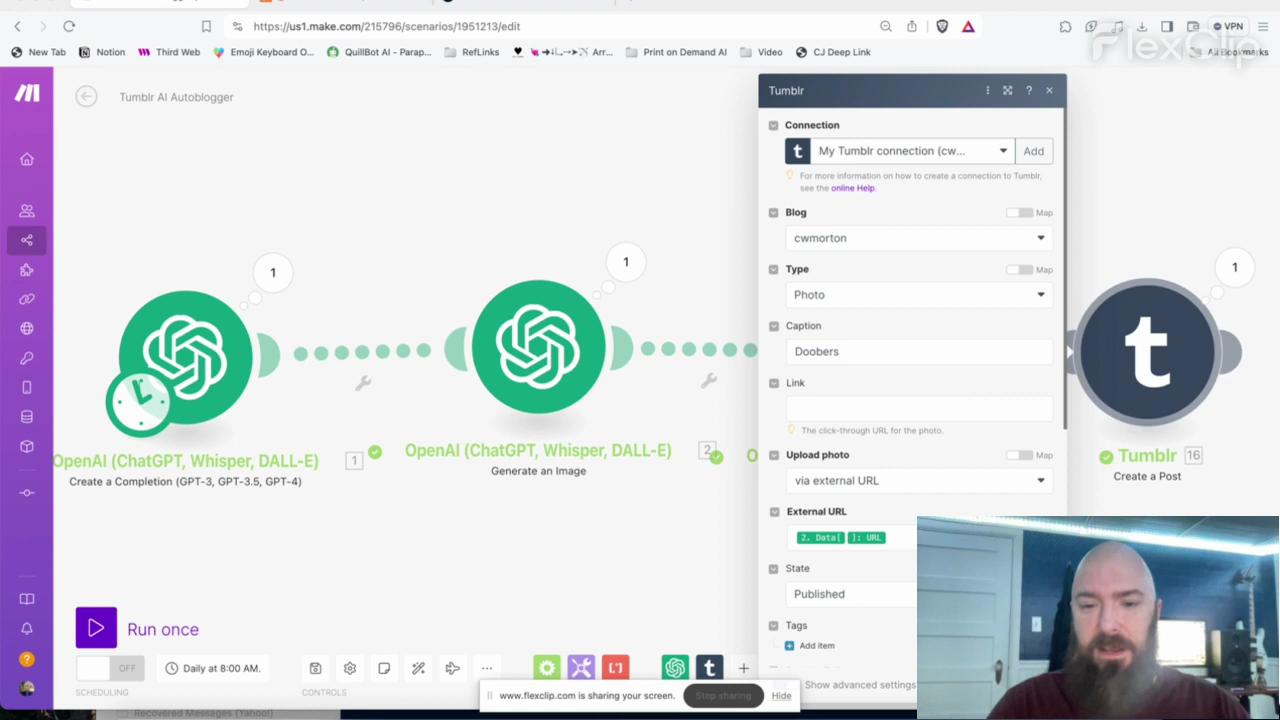 https://us1.make.com/215796/scenarios/1951213/edit
VPN
New Tab
Notion
Third Web
Emoji Keyboard O...
QuillBot AI - Parap...
RefLinks
Arr...
Print on Demand AI
Video
CJ Deep Link
All Bookmarks
Flexclip
Tumblr AI Autoblogger
Tumblr
Connection
t
My Tumblr connection (cw...
Add
For more information on how to create a connection to Tumblr,
see the online Help.
Blog
Map
cwmorton
Type
Map
Photo
Caption
Doobers
Link
The click-through URL for the photo.
Upload photo
Map
via external URL
External URL
2. Data[ ]: URL
State
Published
Tags
Add item
Show advanced settings
1
1
1
t
OpenAI (ChatGPT, Whisper, DALL-E)
1
Create a Completion (GPT-3, GPT-3.5, GPT-4)
OpenAI (ChatGPT, Whisper, DALL-E)
2
Generate an Image
O
Tumblr
16
Create a Post
Run once
OFF
Daily at 8:00 AM.
SCHEDULING
CONTROLS
t
www.flexclip.com is sharing your screen.
Stop sharing
Hide
Recovered Messages (Yahoo!)